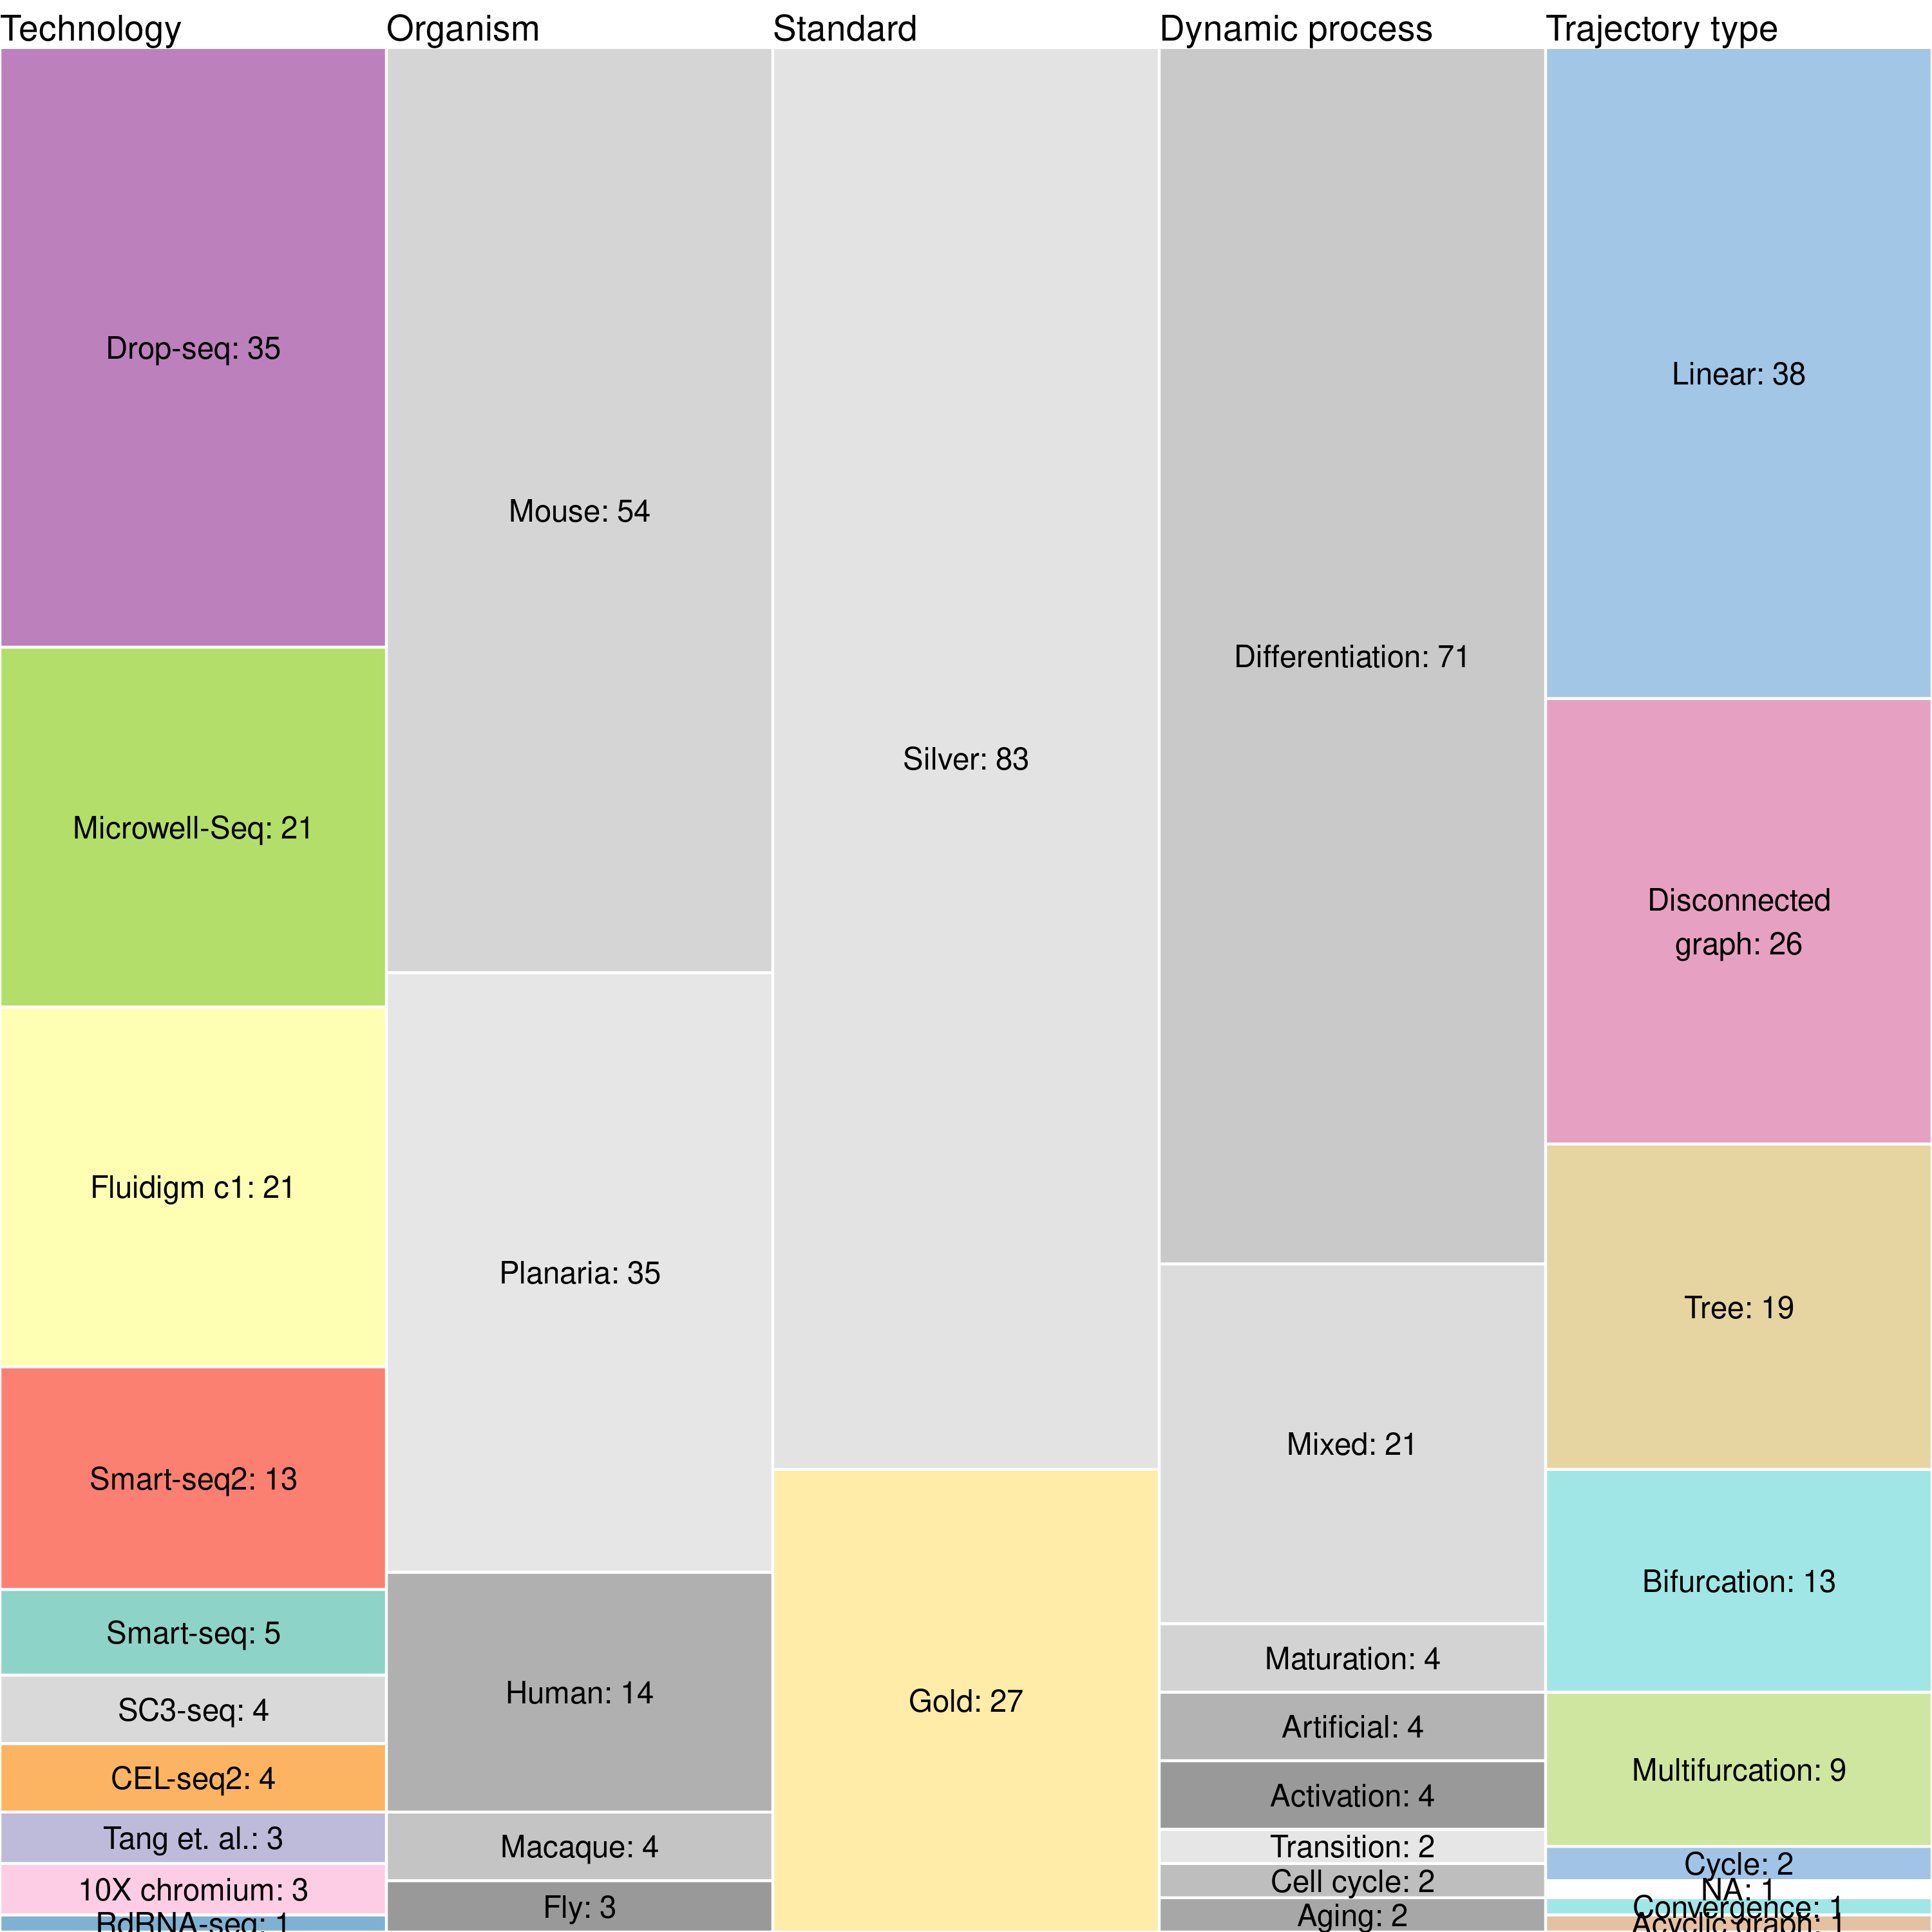 Technology
Organism
Standard
Dynamic process
Trajectory type
Drop-seq: 35
Microwell-Seq: 21
Fluidigm c1: 21
Smart-seq2: 13
Smart-seq: 5
SC3-seq: 4
CEL-seq2: 4
Tang et. al.: 3
10X chromium: 3
RdRNA-seq: 1
Mouse: 54
Planaria: 35
Human: 14
Macaque: 4
Fly: 3
Silver: 83
Gold: 27
Differentiation: 71
Mixed: 21
Maturation: 4
Artificial: 4
Activation: 4
Transition: 2
Cell cycle: 2
Aging: 2
Linear: 38
Disconnected
graph: 26
Tree: 19
Bifurcation: 13
Multifurcation: 9
Cycle: 2
NA: 1
Convergence: 1
Acyclic graph: 1